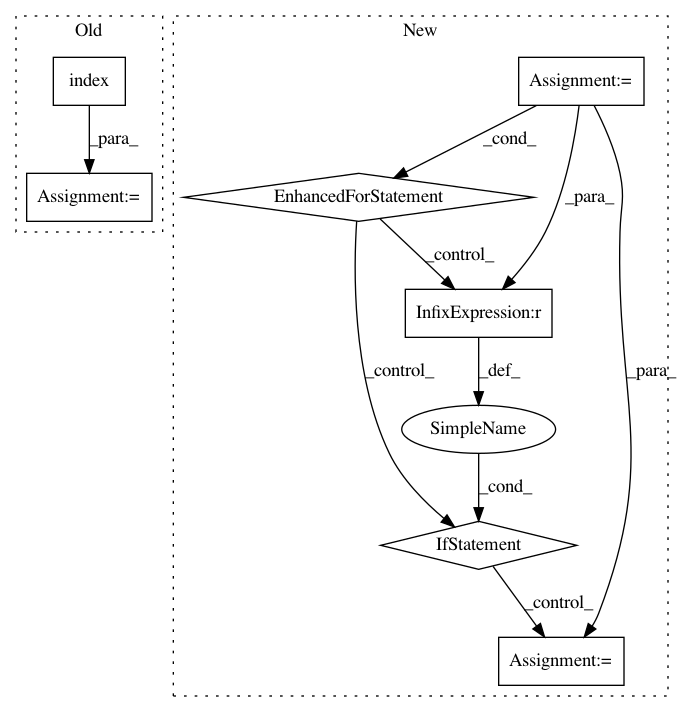 Old
New
index
Assignment:=
_para_
Assignment:=
_cond_
EnhancedForStatement
_para_
_control_
InfixExpression:r
_control_
_def_
_para_
SimpleName
_cond_
IfStatement
_control_
Assignment:=